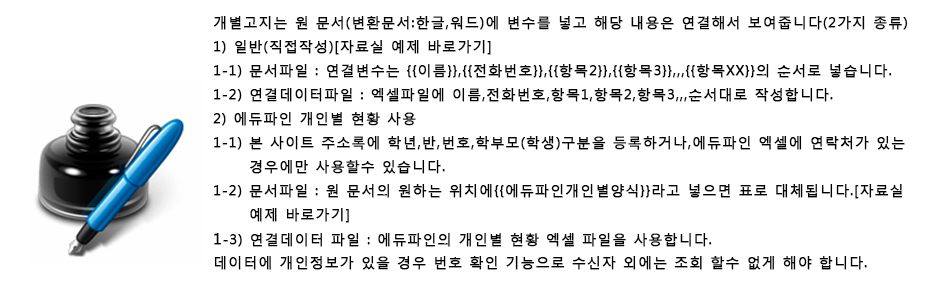 개별고지는 원 문서(변환문서:한글,워드)에 변수를 넣고 해당 내용은 연결해서 보여줍니다(2가지 종류)
1) 일반(직접작성)[자료실 예제 바로가기]
1-1) 문서파일 : 연결변수는 {{이름}},{{전화번호}},{{항목2}},{{항목3}},,,{{항목XX}}의 순서로 넣습니다.
1-2) 연결데이터파일 : 엑셀파일에 이름,전화번호,항목1,항목2,항목3,,,순서대로 작성합니다.
2) 에듀파인 개인별 현황 사용
1-1) 본 사이트 주소록에 학년,반,번호,학부모(학생)구분을 등록하거나,에듀파인 엑셀에 연락처가 있는
경우에만 사용할수 있습니다.
1-2) 문서파일 : 원 문서의 원하는 위치에{{에듀파인개인별양식}}라고 넣으면 표로 대체됩니다.[자료실
예제 바로가기]
1-3) 연결데이터 파일 : 에듀파인의 개인별 현황 엑셀 파일을 사용합니다.
데이터에 개인정보가 있을 경우 번호 확인 기능으로 수신자 외에는 조회 할수 없게 해야 합니다.